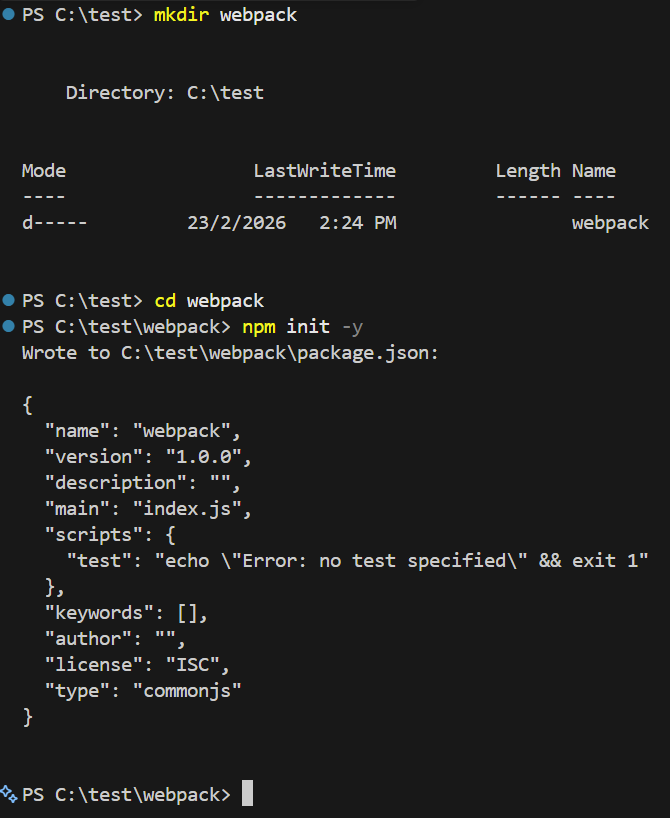 PS C:\test> mkdir webpack
Directory: C:\test
Mode LastWriteTime Length Name
---- ------------- ------ ----
d----- 23/2/2026 2:24 PM webpack
PS C:\test> cd webpack
PS C:\test\webpack> npm init -y
Wrote to C:\test\webpack\package.json:
{
  "name": "webpack",
  "version": "1.0.0",
  "description": "",
  "main": "index.js",
  "scripts": {
    "test": "echo \"Error: no test specified\" && exit 1"
  },
  "keywords": [],
  "author": "",
  "license": "ISC",
  "type": "commonjs"
}
PS C:\test\webpack>